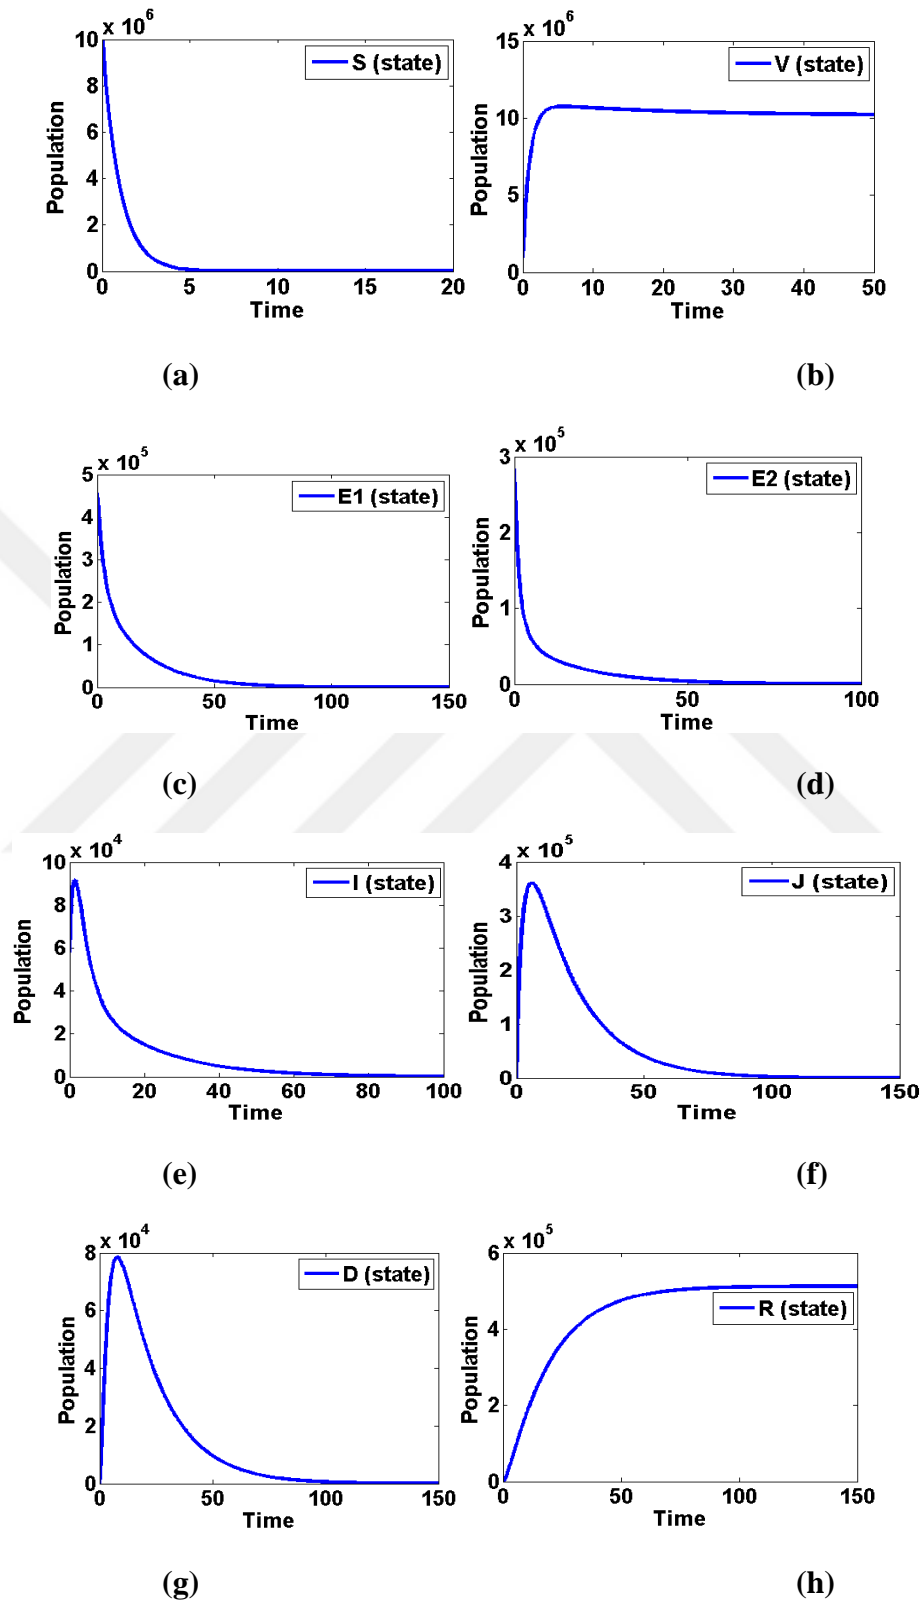 x 10^6
10
8
6
4
2
0
Population
S (state)
0 5 10 15 20
Time
(a)
x 10^6
15
10
5
0
Population
V (state)
0 10 20 30 40 50
Time
(b)
x 10^5
5
4
3
2
1
0
Population
E1 (state)
0 50 100 150
Time
(c)
x 10^5
3
2
1
0
Population
E2 (state)
0 50 100
Time
(d)
x 10^4
10
8
6
4
2
0
Population
I (state)
0 20 40 60 80 100
Time
(e)
x 10^5
4
3
2
1
0
Population
J (state)
0 50 100 150
Time
(f)
x 10^4
8
6
4
2
0
Population
D (state)
0 50 100 150
Time
(g)
x 10^5
6
4
2
0
Population
R (state)
0 50 100 150
Time
(h)